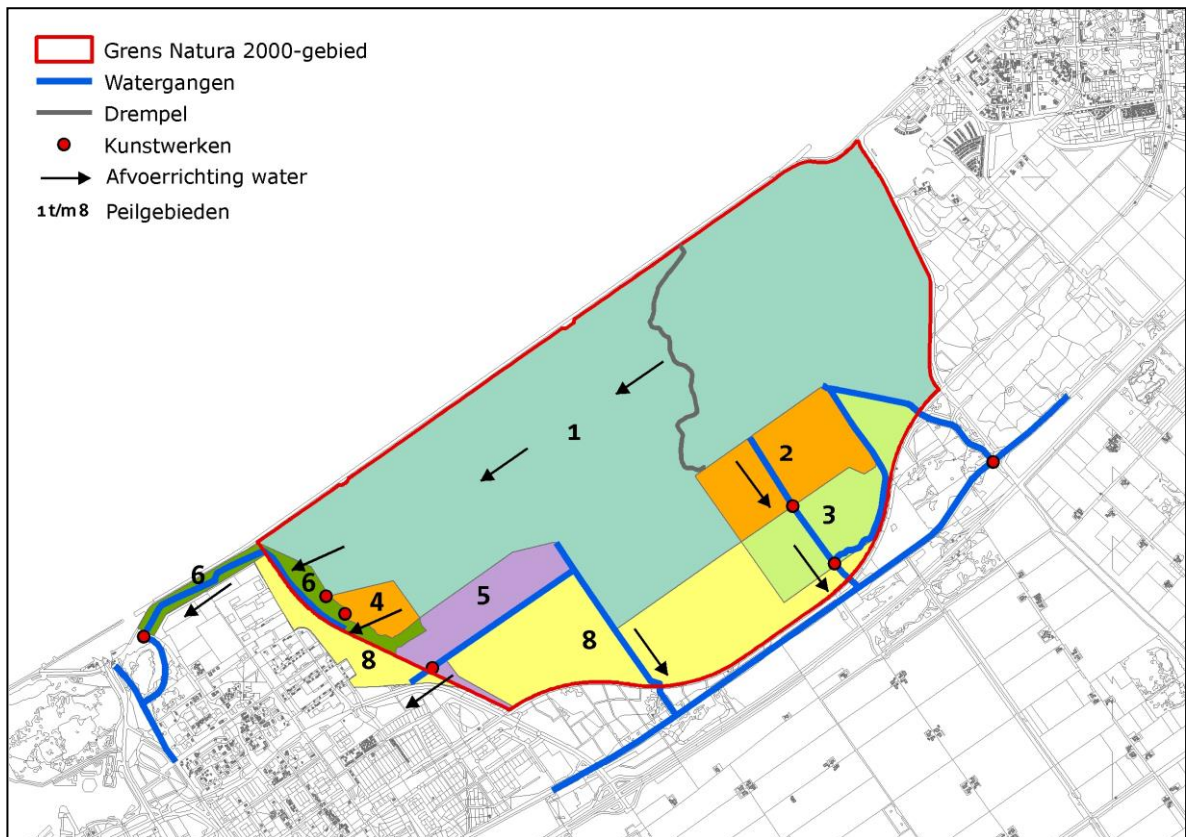 Grens Natura 2000-gebied
Watergangen
Drempel
Kunstwerken
Afvoerrichting water
1 t/m 8 Peilgebieden
1
2
3
6
6
4
5
8
8